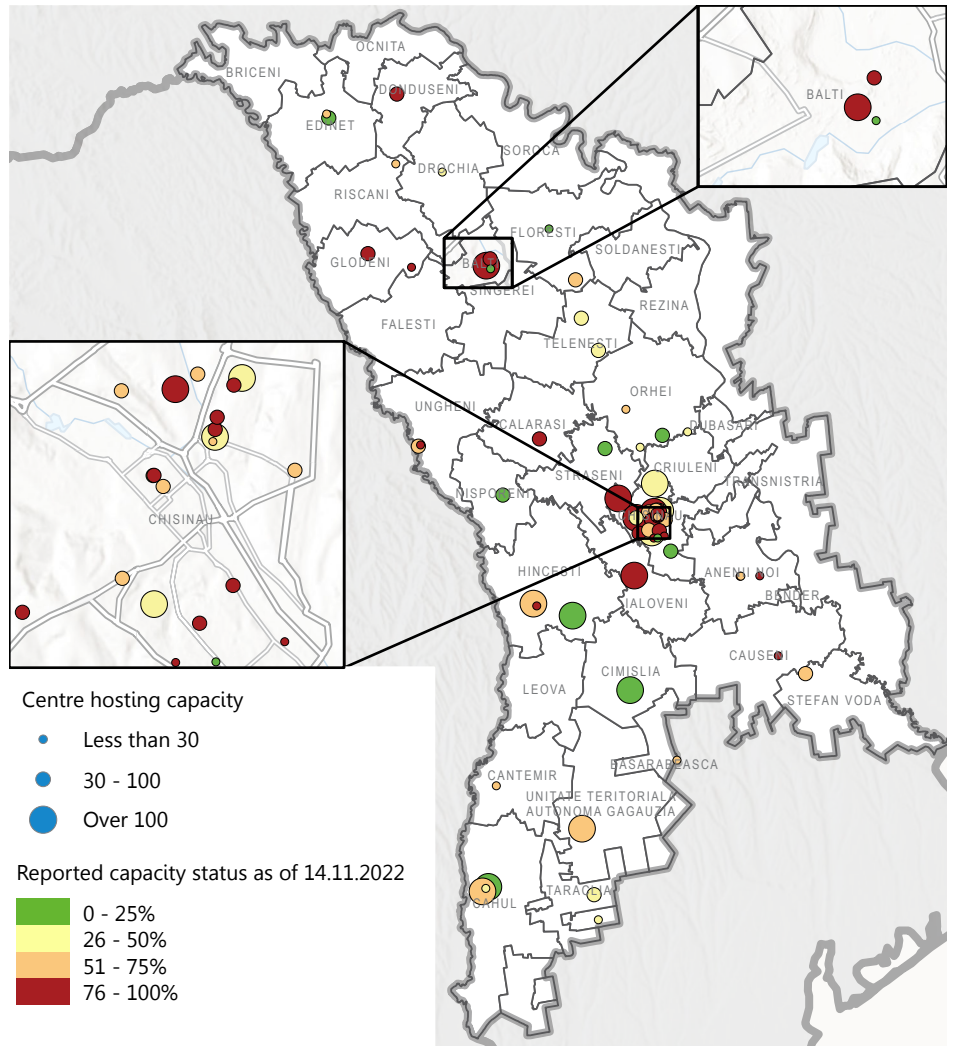 OCNITA
BRICENI
DONDUSENI
EDINET
SOROCA
DROCHIA
RISCANI
FLORESTI
SOLDANESTI
GLODENI
BALTI
SINGEREI
REZINA
FALESTI
TELENESTI
ORHEI
UNGHENI
CALARASI
DUBASARI
CRIULENI
STRASENI
TRANSNISTRIA
NISPORENI
HINCESTI
ANENII NOI
BENDER
IALOVENI
CAUSENI
CIMISLIA
LEOVA
STEFAN VODA
BASARABEASCA
CANTEMIR
UNITATE TERITORIALA
AUTONOMA GAGAUZIA
TARACLIA
CAHUL
BALTI
CHISINAU
Centre hosting capacity
Less than 30
30 - 100
Over 100
Reported capacity status as of 14.11.2022
0 - 25%
26 - 50%
51 - 75%
76 - 100%